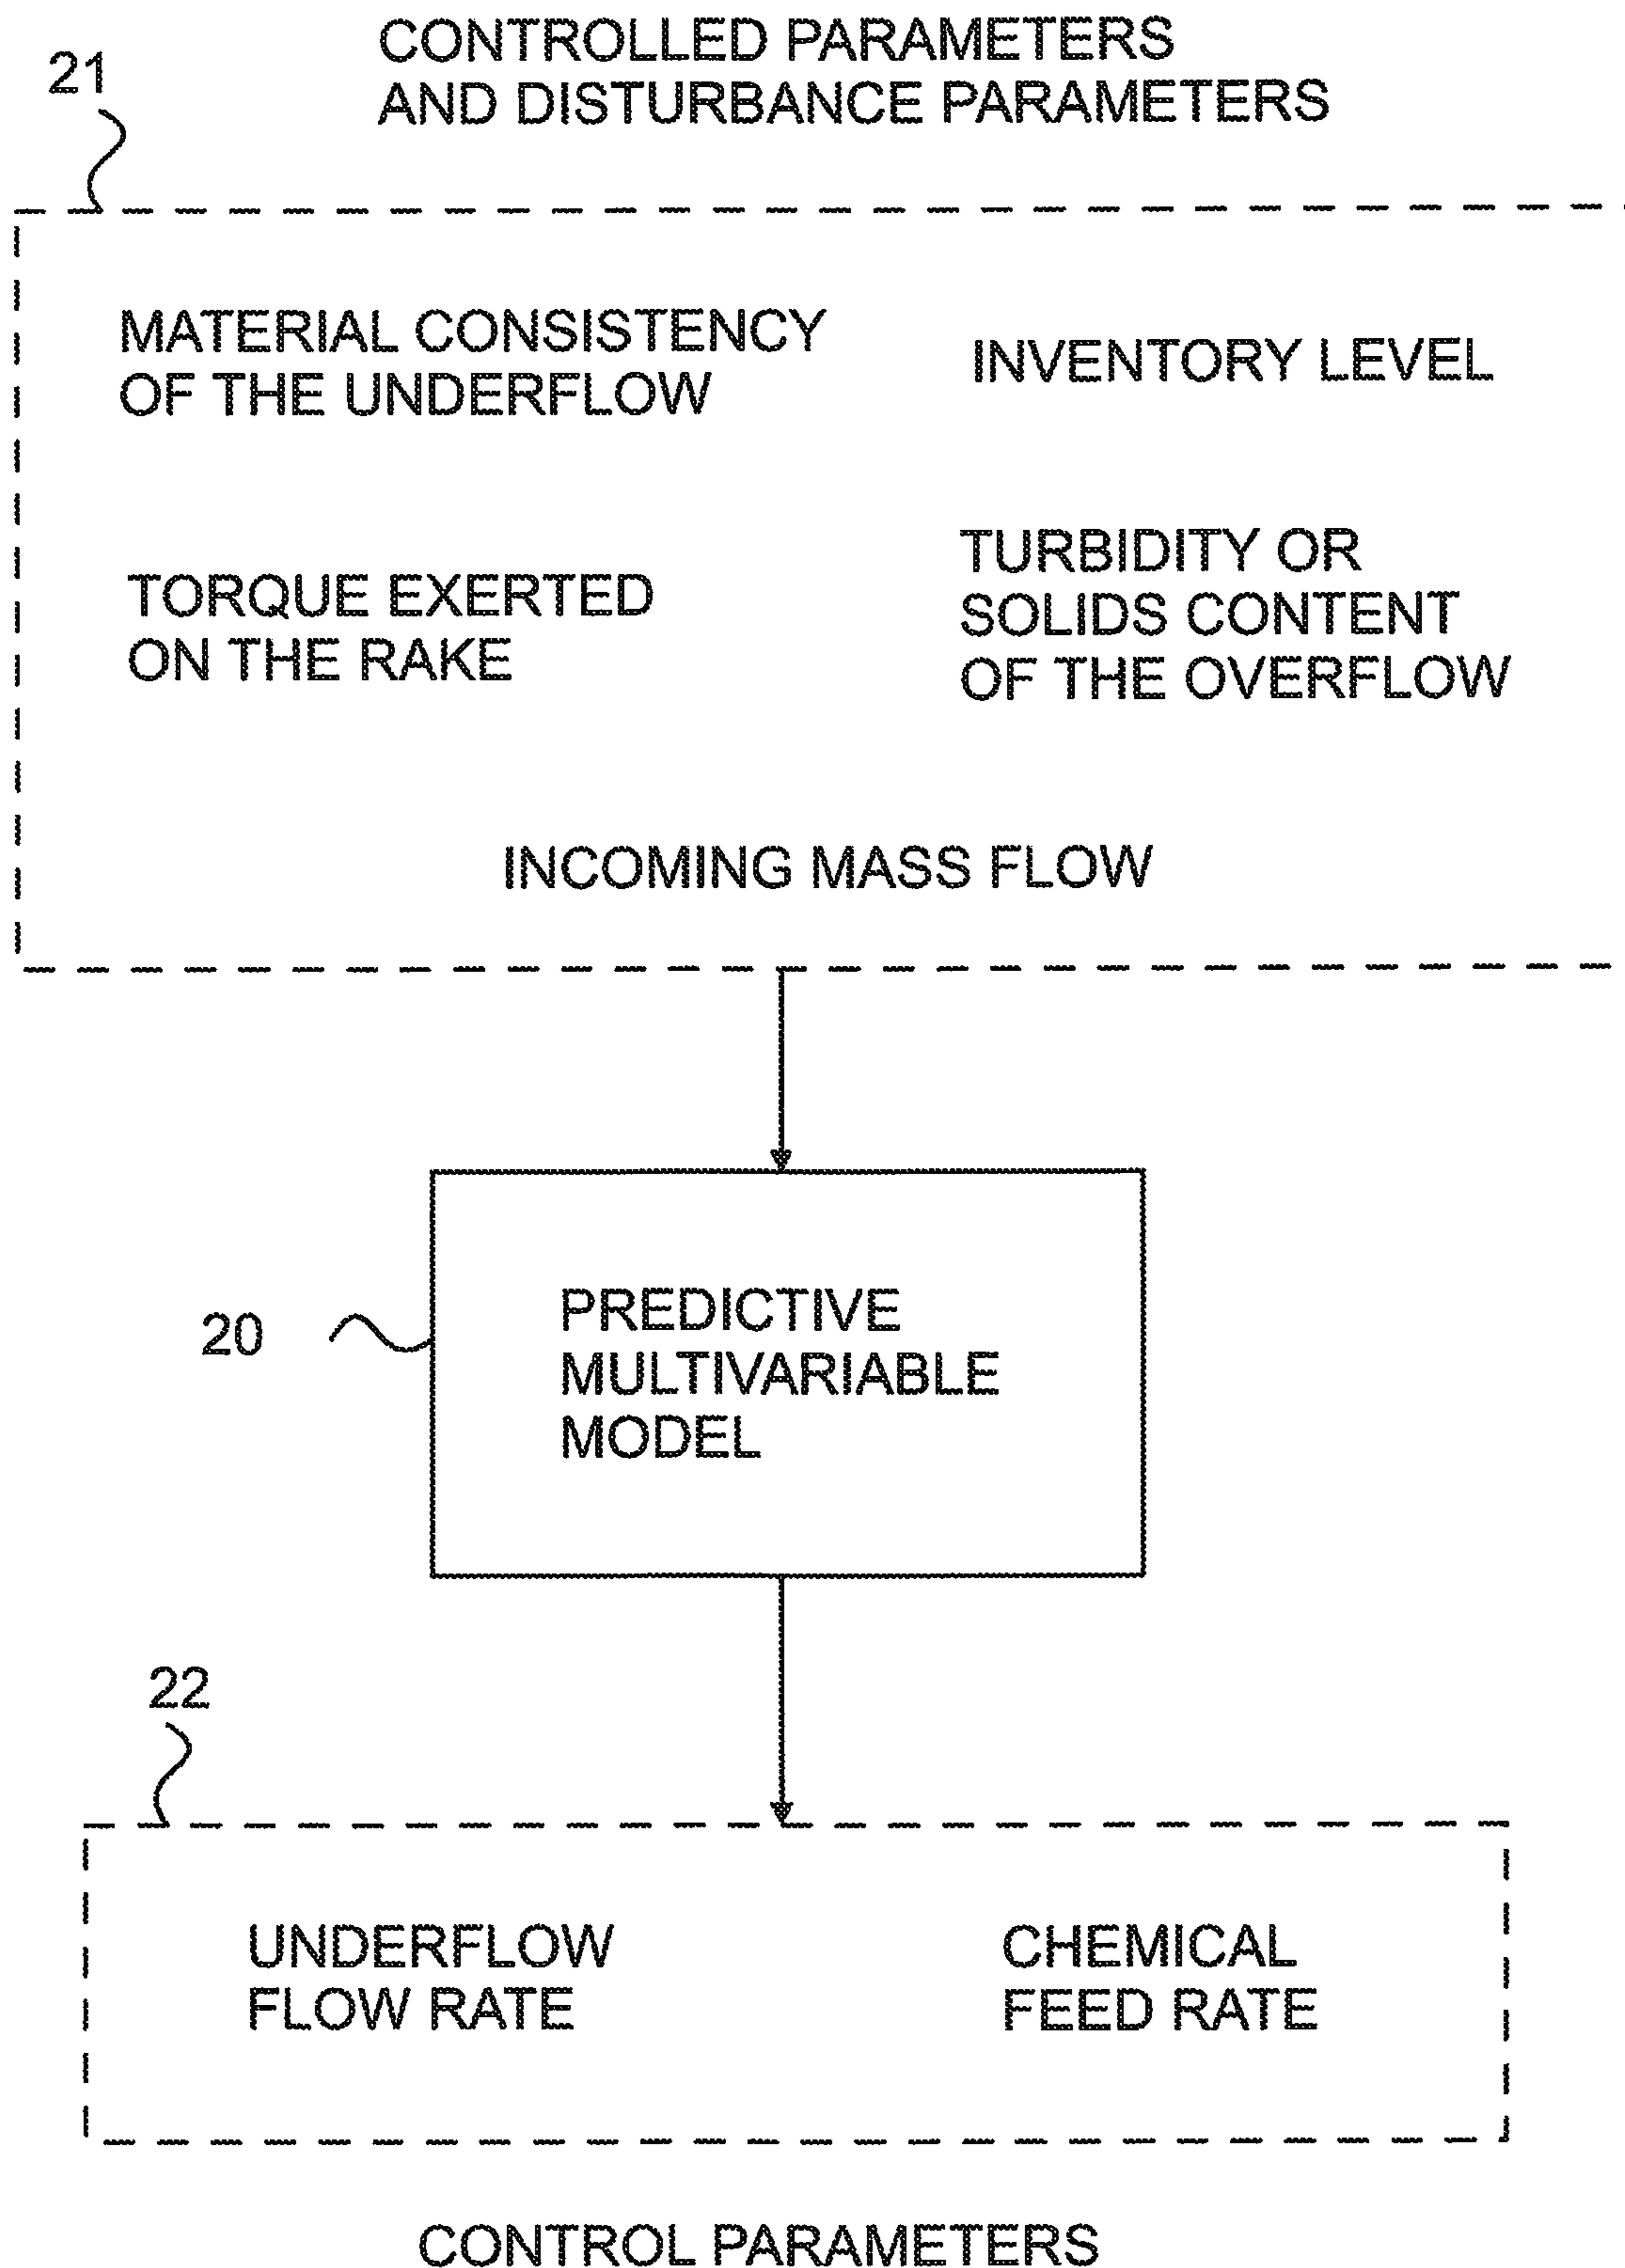 CONTROLLED PARAMETERS
AND DISTURBANCE PARAMETERS
21
MATERIAL CONSISTENCY
OF THE UNDERFLOW
INVENTORY LEVEL
TORQUE EXERTED
ON THE RAKE
TURBIDITY OR
SOLIDS CONTENT
OF THE OVERFLOW
INCOMING MASS FLOW
20
PREDICTIVE
MULTIVARIABLE
MODEL
22
UNDERFLOW
FLOW RATE
CHEMICAL
FEED RATE
CONTROL PARAMETERS